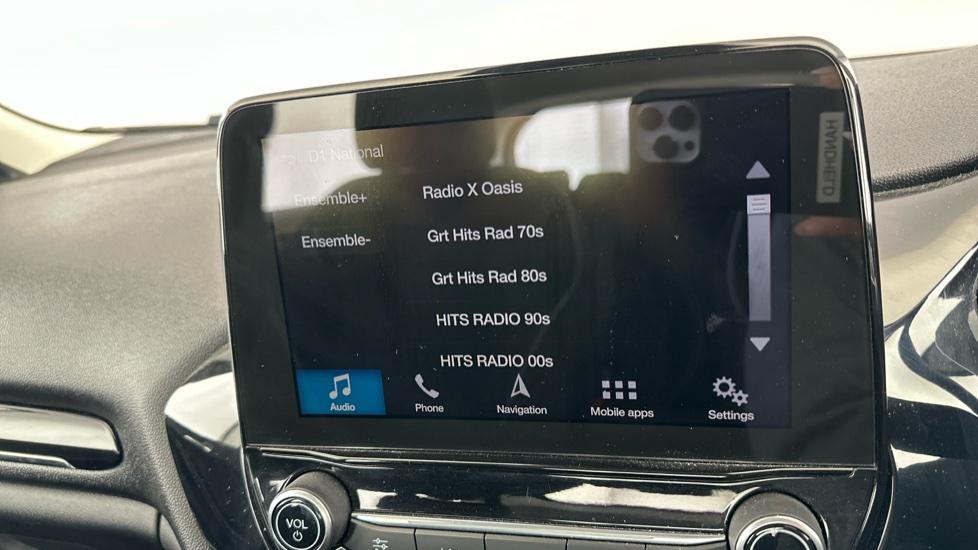 D1 National
Ensemble+
Ensemble-
Radio X Oasis
Grt Hits Rad 70s
Grt Hits Rad 80s
HITS RADIO 90s
HITS RADIO 00s
Audio
Phone
Navigation
Mobile apps
Settings
HANDHELD
VOL